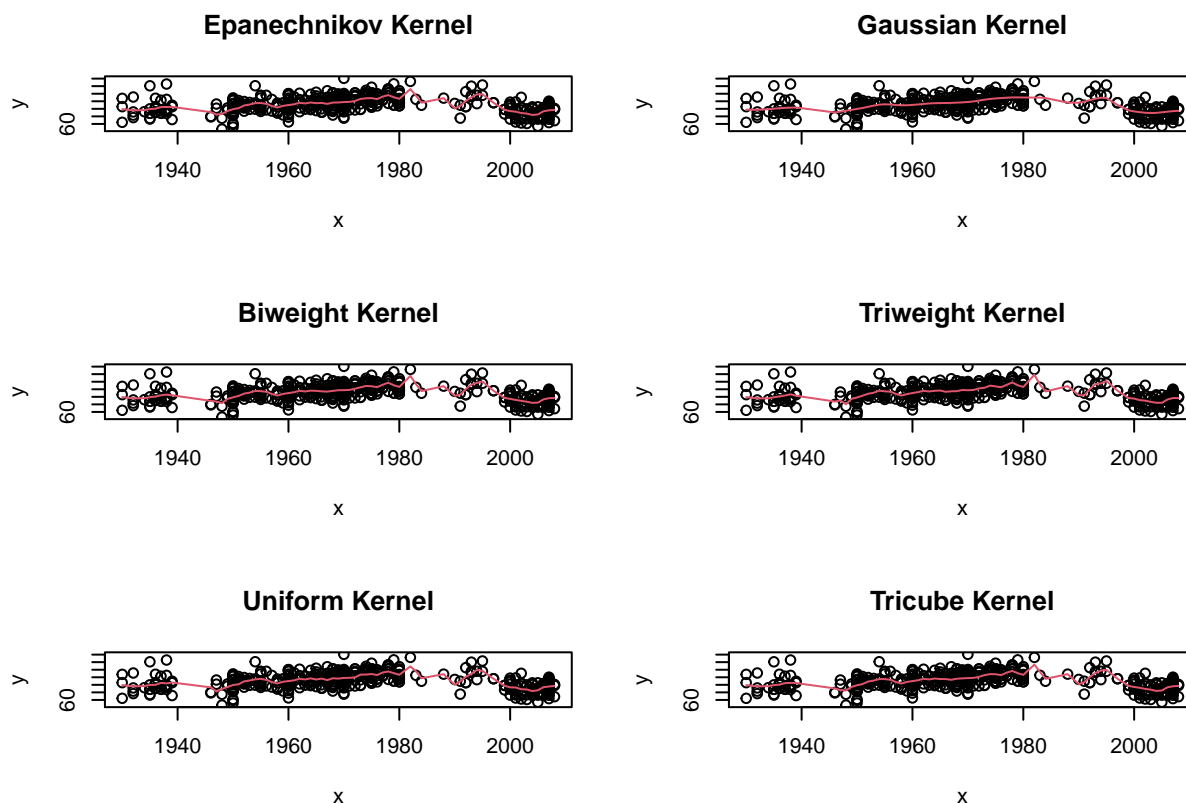 Epanechnikov Kernel
y
60
1940 1960 1980 2000
x
Gaussian Kernel
y
60
1940 1960 1980 2000
x
Biweight Kernel
y
60
1940 1960 1980 2000
x
Triweight Kernel
y
60
1940 1960 1980 2000
x
Uniform Kernel
y
60
1940 1960 1980 2000
x
Tricube Kernel
y
60
1940 1960 1980 2000
x